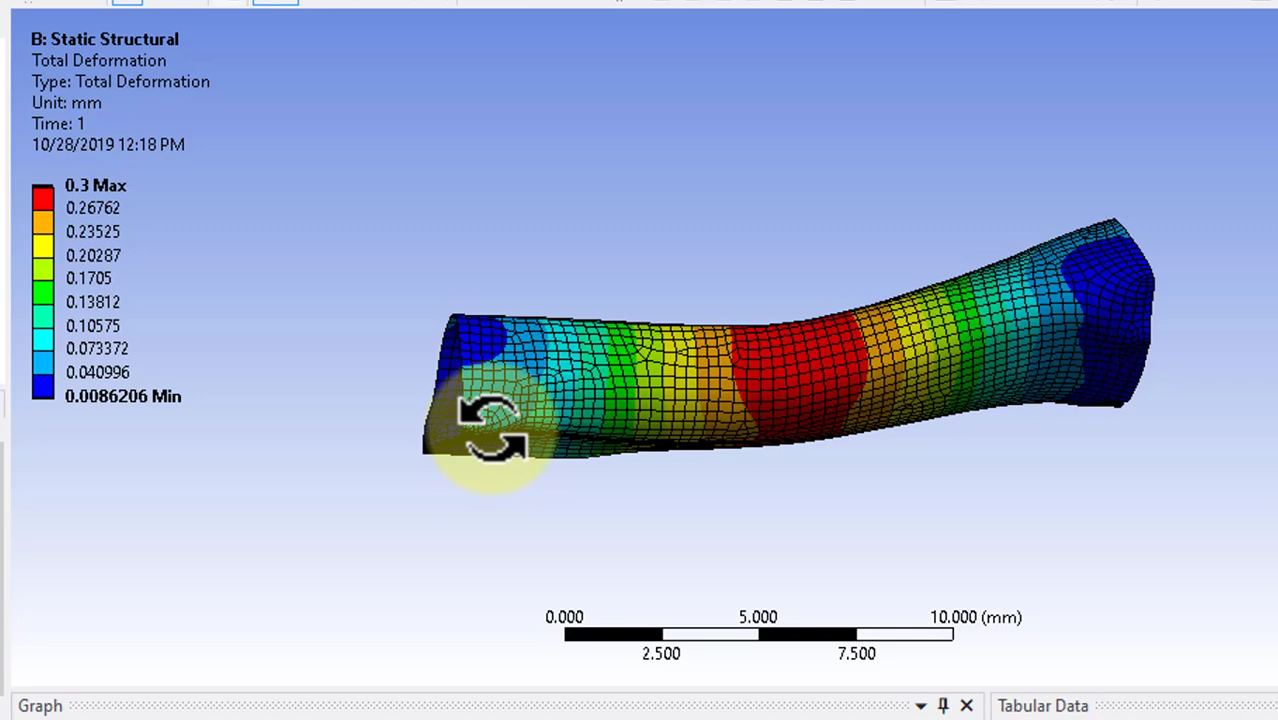 B: Static Structural
Total Deformation
Type: Total Deformation
Unit: mm
Time: 1
10/28/2019 12:18 PM
0.3 Max
0.26762
0.23525
0.20287
0.1705
0.13812
0.10575
0.073372
0.040996
0.0086206 Min
0.000 5.000 10.000 (mm)
2.500 7.500
Graph
Tabular Data